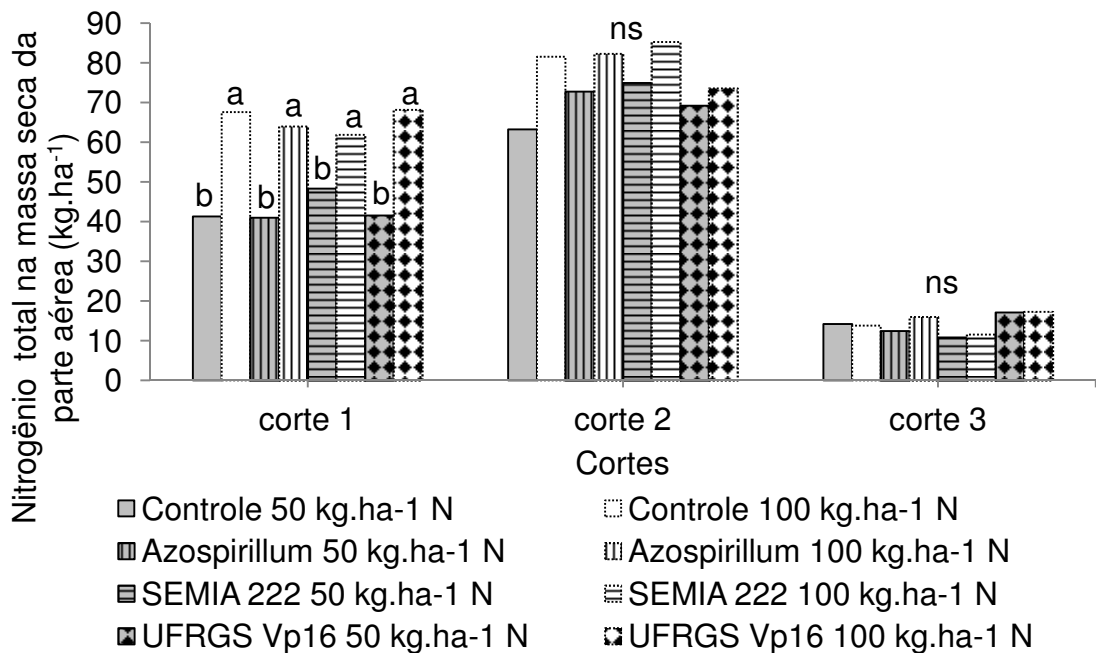 Nitrogënio total na massa seca da
parte aérea (kg.ha-1)
90
80
70
60
50
40
30
20
10
0
b a b a b a b a
ns
ns
corte 1 corte 2 corte 3
Cortes
Controle 50 kg.ha-1 N Controle 100 kg.ha-1 N
Azospirillum 50 kg.ha-1 N Azospirillum 100 kg.ha-1 N
SEMIA 222 50 kg.ha-1 N SEMIA 222 100 kg.ha-1 N
UFRGS Vp16 50 kg.ha-1 N UFRGS Vp16 100 kg.ha-1 N